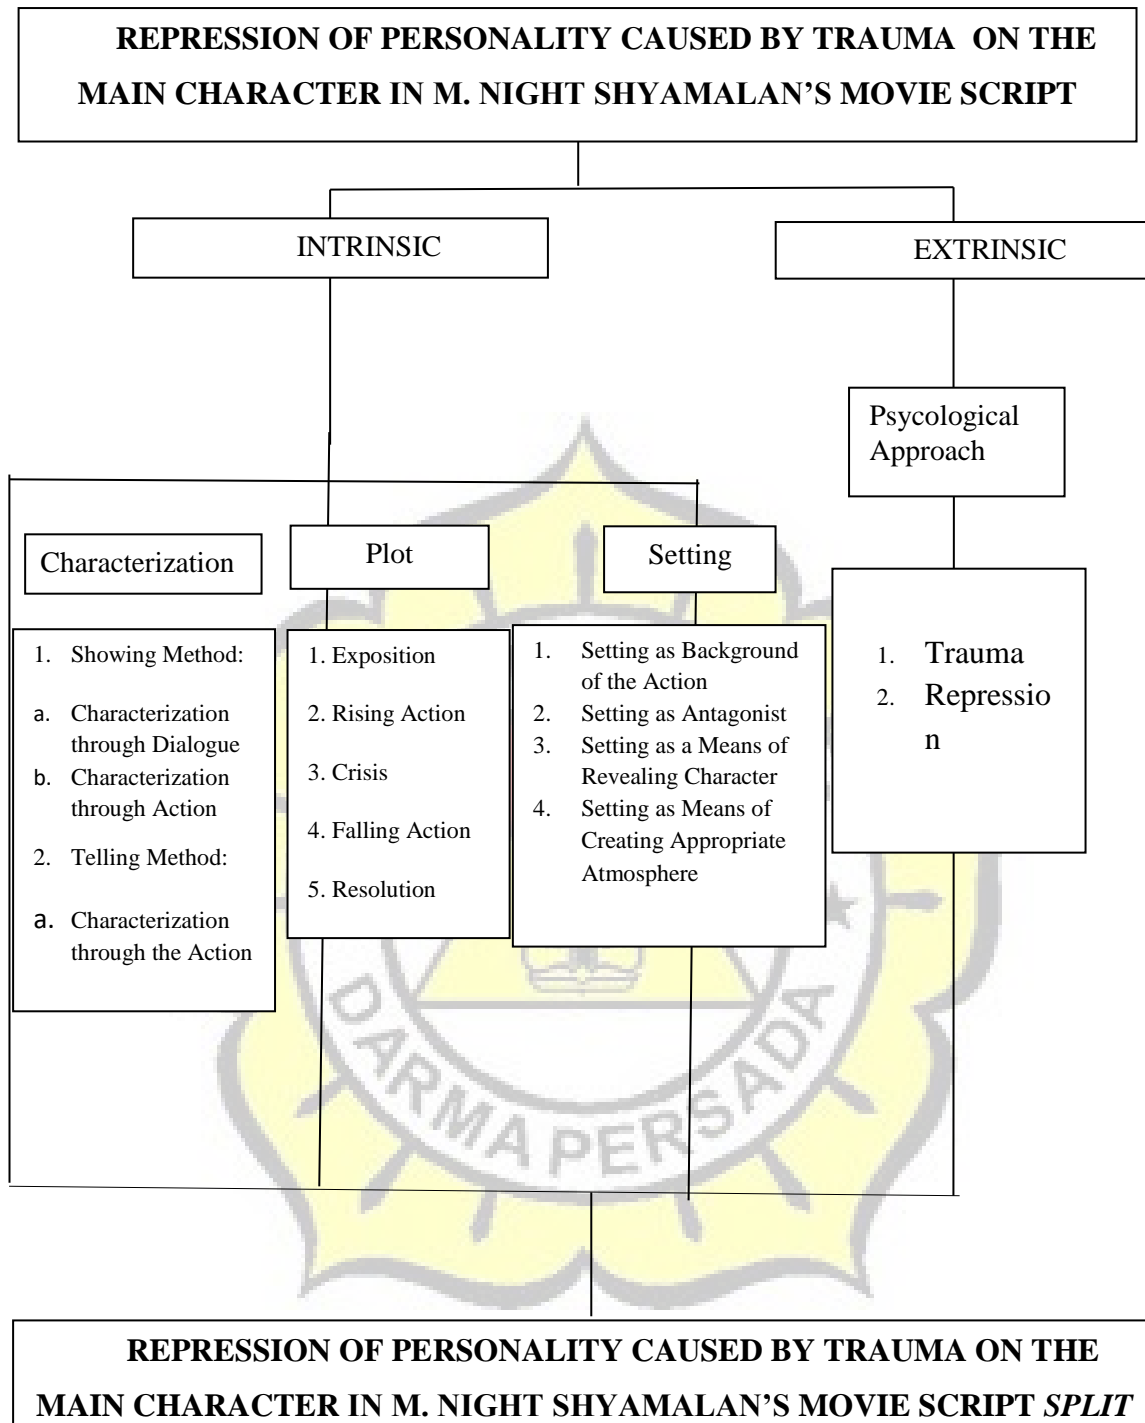 REPRESSION OF PERSONALITY CAUSED BY TRAUMA ON THE
MAIN CHARACTER IN M. NIGHT SHYAMALAN’S MOVIE SCRIPT
INTRINSIC
EXTRINSIC
Psycological
Approach
Characterization
Plot
Setting
1. Showing Method:
a. Characterization
through Dialogue
b. Characterization
through Action
2. Telling Method:
a. Characterization
through the Action
1. Exposition
2. Rising Action
3. Crisis
4. Falling Action
5. Resolution
1. Setting as Background
of the Action
2. Setting as Antagonist
3. Setting as a Means of
Revealing Character
4. Setting as Means of
Creating Appropriate
Atmosphere
1. Trauma
2. Repressio
n
DARMA PERSADA
REPRESSION OF PERSONALITY CAUSED BY TRAUMA ON THE
MAIN CHARACTER IN M. NIGHT SHYAMALAN’S MOVIE SCRIPT SPLIT